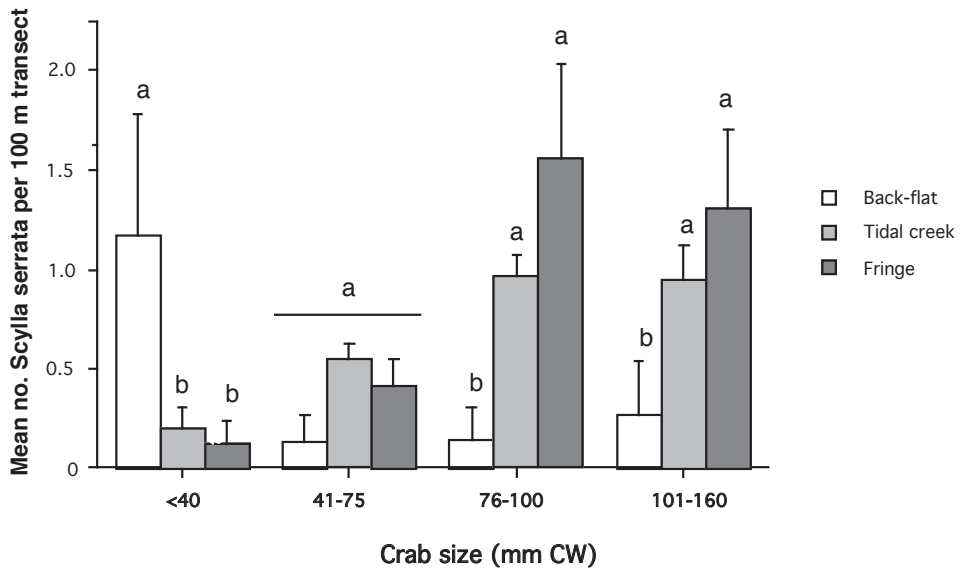 Mean no. Scylla serrata per 100 m transect
2.0
1.5
1.0
0.5
0
a
b
b
a
b
a
a
b
a
a
<40
41-75
76-100
101-160
Crab size (mm CW)
Back-flat
Tidal creek
Fringe